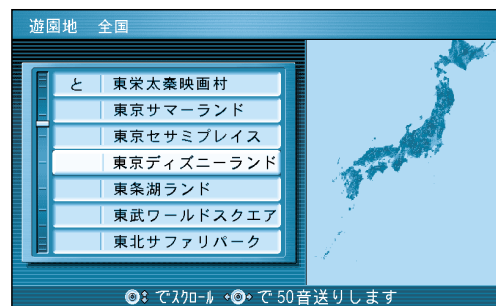 遊園地 全国
と 東栄太秦映画村
東京サマーランド
東京セサミプレイス
東京ディズニーランド
東条湖ランド
東武ワールドスクエア
東北サファリパーク
でスクロール で50音送りします